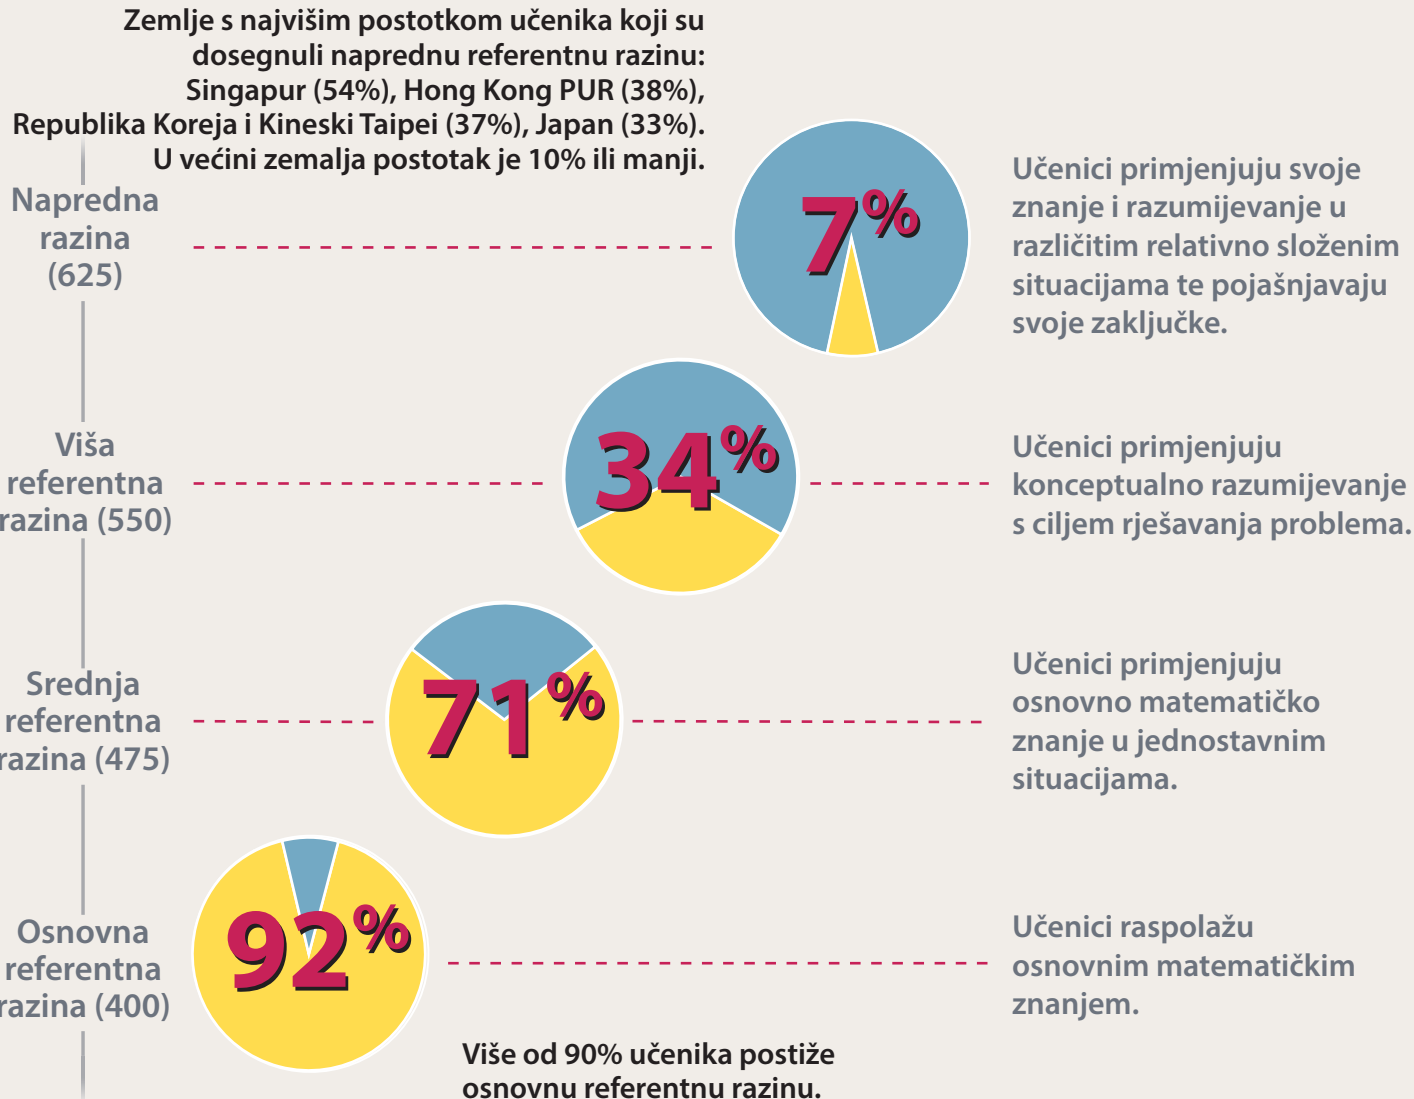 Zemlje s najvišim postotkom učenika koji su
dosegnuli naprednu referentnu razinu:
Singapur (54%), Hong Kong PUR (38%),
Republika Koreja i Kineski Taipei (37%), Japan (33%).
U većini zemalja postotak je 10% ili manji.
Napredna
razina
(625)
7%
Učenici primjenjuju svoje
znanje i razumijevanje u
različitim relativno složenim
situacijama te pojašnjavaju
svoje zaključke.
Viša
referentna
razina (550)
34%
Učenici primjenjuju
konceptualno razumijevanje
s ciljem rješavanja problema.
Srednja
referentna
razina (475)
71%
Učenici primjenjuju
osnovno matematičko
znanje u jednostavnim
situacijama.
Osnovna
referentna
razina (400)
92%
Učenici raspolažu
osnovnim matematičkim
znanjem.
Više od 90% učenika postiže
osnovnu referentnu razinu.